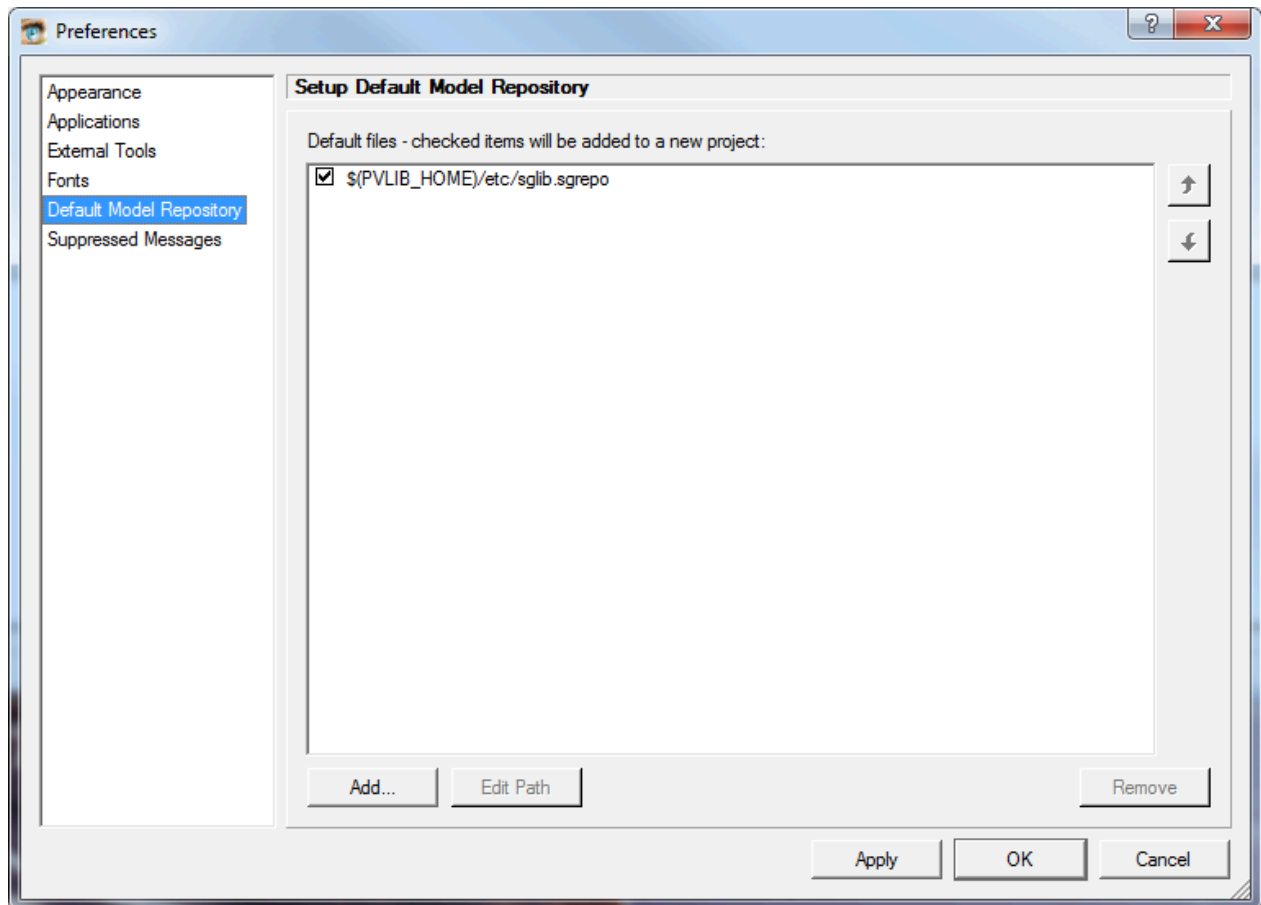 Preferences
?
X
Appearance
Applications
External Tools
Fonts
Default Model Repository
Suppressed Messages
Setup Default Model Repository
Default files - checked items will be added to a new project:
$(PVLIB_HOME)/etc/sglib.sgrepo
Add...
Edit Path
Remove
Apply
OK
Cancel